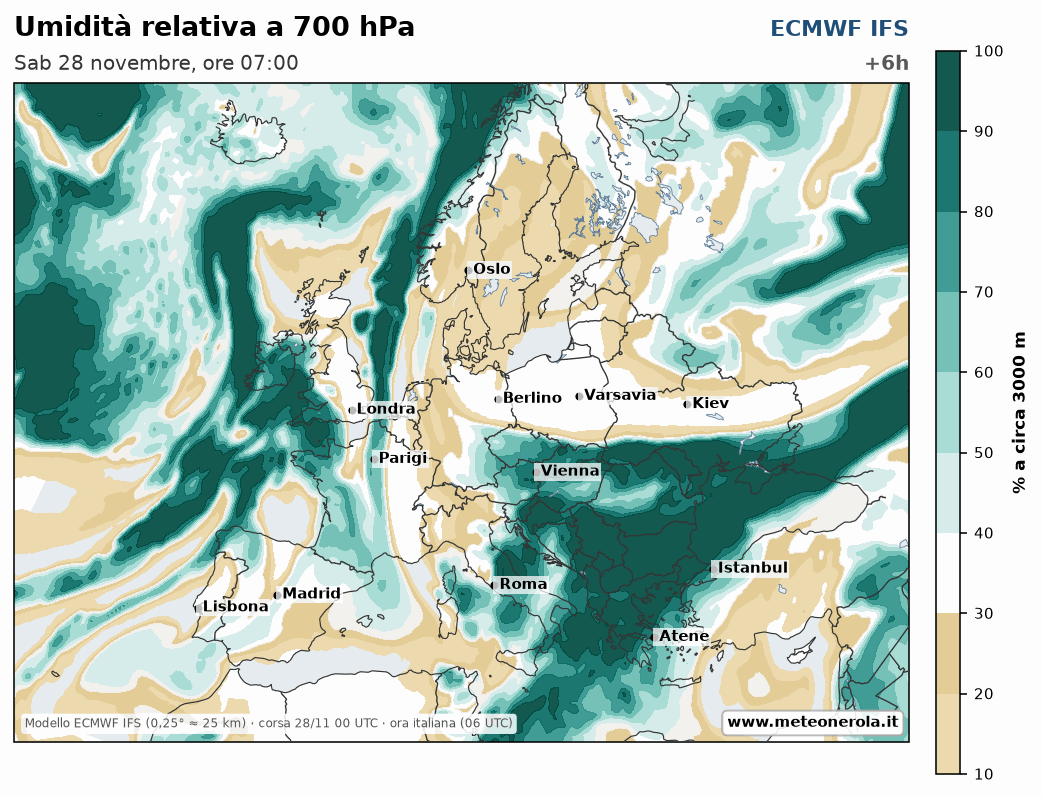 Umidità relativa a 700 hPa
ECMWF IFS
Sab 28 novembre, ore 07:00
+6h
100
90
80
70
60
50
40
30
20
10
% a circa 3000 m
Oslo
Londra
Berlino
Varsavia
Kiev
Parigi
Vienna
Istanbul
Roma
Madrid
Lisbona
Atene
Modello ECMWF IFS (0,25° ≈ 25 km) · corsa 28/11 00 UTC · ora italiana (06 UTC)
www.meteonerola.it